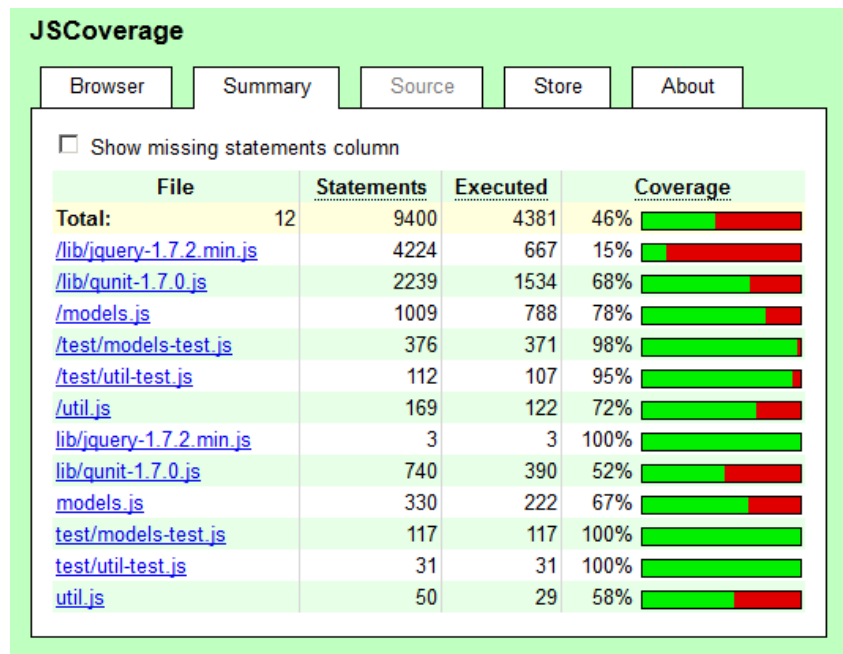 JSCoverage
Browser Summary Source Store About
Show missing statements column
File Statements Executed Coverage
Total: 12 9400 4381 46%
/lib/jquery-1.7.2.min.js 4224 667 15%
/lib/qunit-1.7.0.js 2239 1534 68%
/models.js 1009 788 78%
/test/models-test.js 376 371 98%
/test/util-test.js 112 107 95%
/util.js 169 122 72%
lib/jquery-1.7.2.min.js 3 3 100%
lib/qunit-1.7.0.js 740 390 52%
models.js 330 222 67%
test/models-test.js 117 117 100%
test/util-test.js 31 31 100%
util.js 50 29 58%